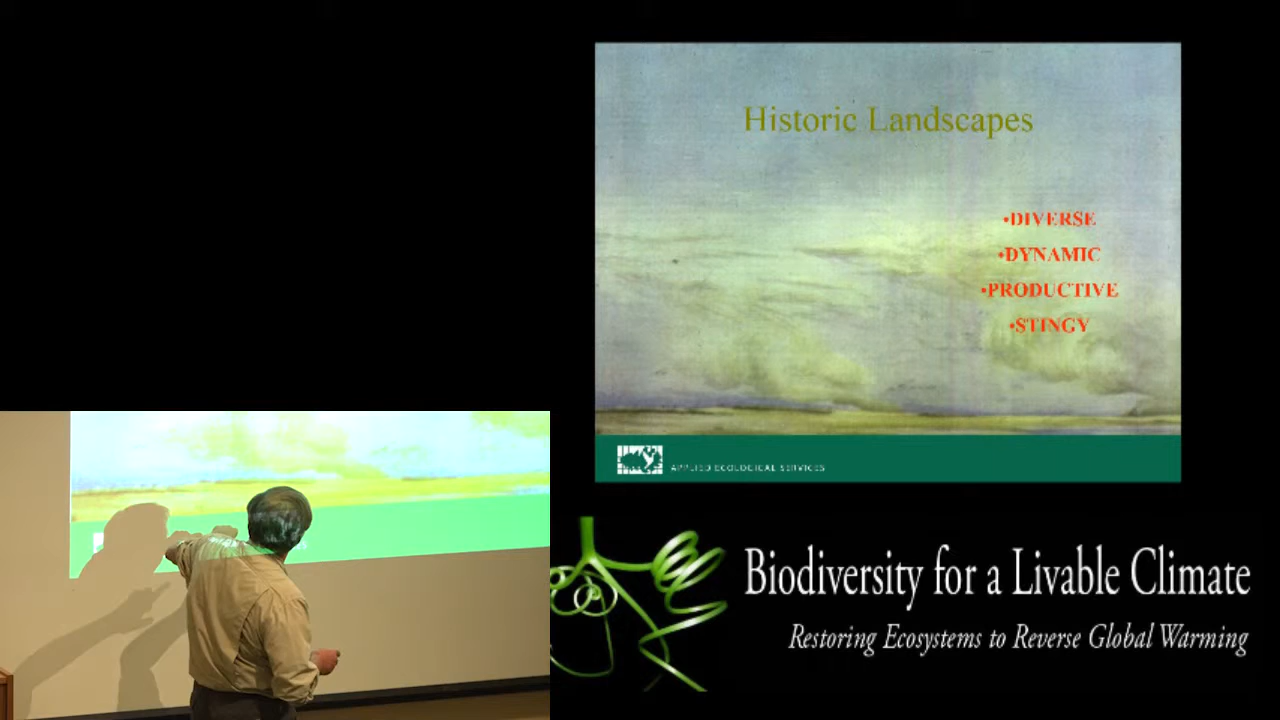 Historic Landscapes
•DIVERSE
•DYNAMIC
•PRODUCTIVE
•STINGY
APPLIED ECOLOGICAL SERVICES
Biodiversity for a Livable Climate
Restoring Ecosystems to Reverse Global Warming